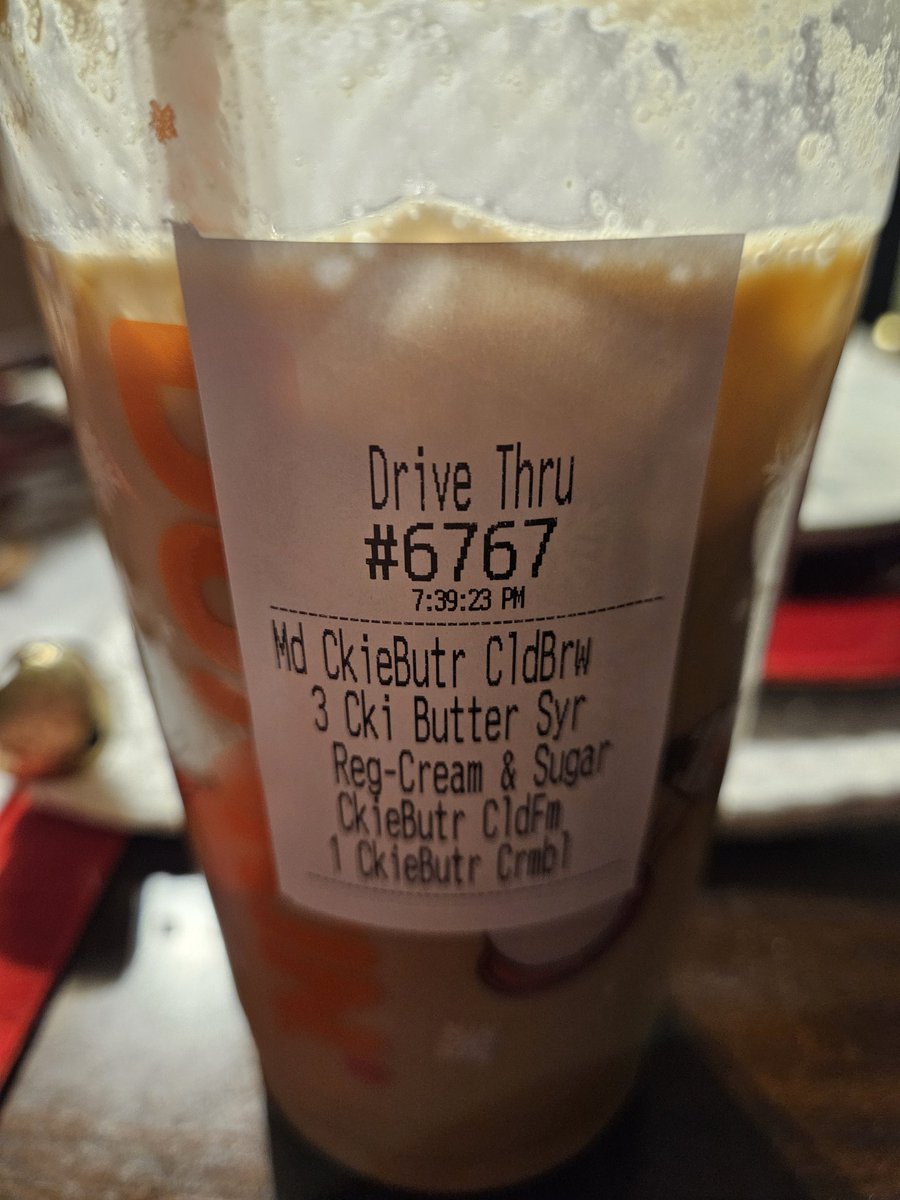 Drive Thru
#6767
7:39:23 PM
Md CkieButr CldBrw
3 Cki Butter Syr
Reg-Cream & Sugar
CkieButr CldFm
1 CkieButr Crmbl